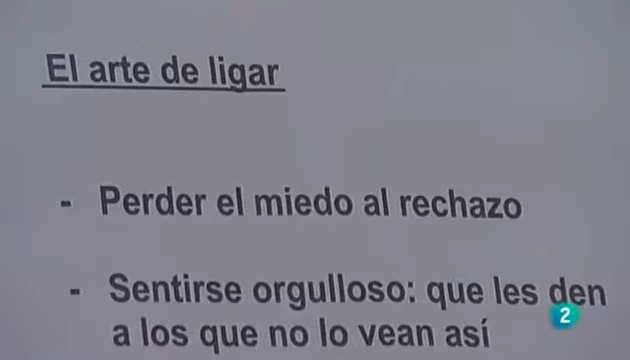 El arte de ligar
- Perder el miedo al rechazo
- Sentirse orgulloso: que les den
a los que no lo vean así
2